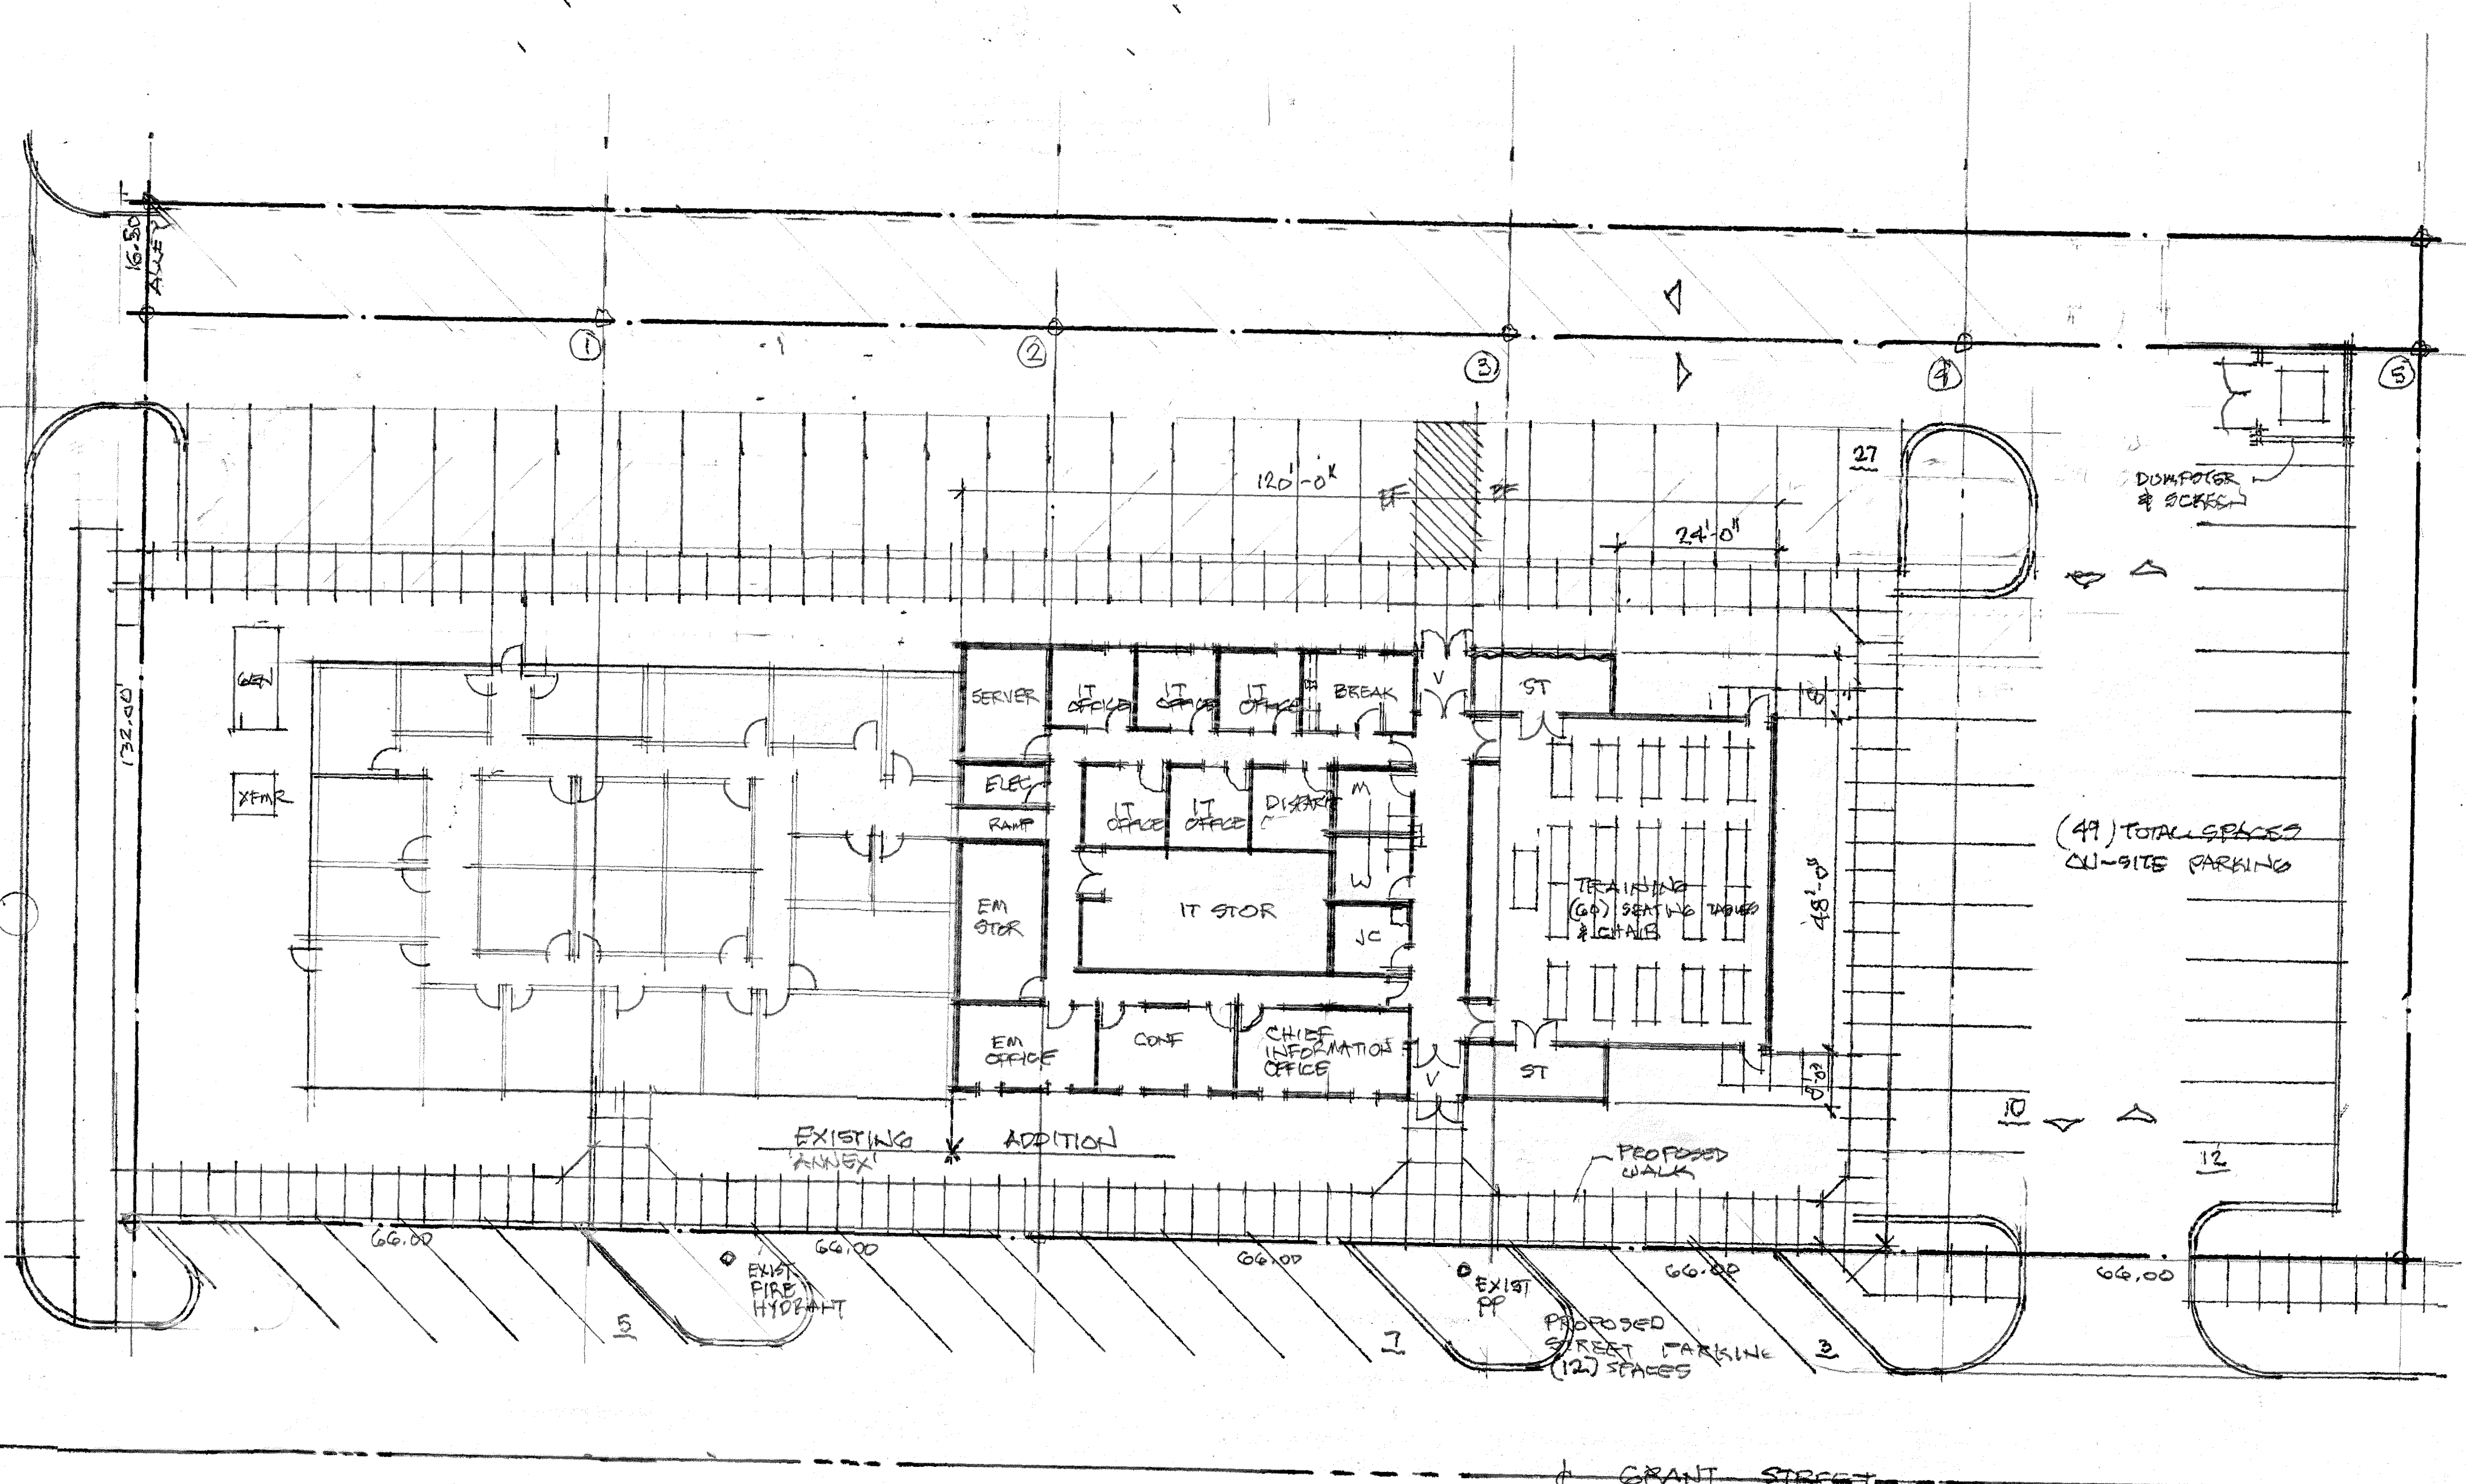 16.50
ALLEY
1
2
3
4
5
27
120'-0"
24'-0"
DUMPSTER
& SCREEN
132.00'
GEN
XFMR
SERVER
IT
OFFICE
IT
OFFICE
IT
OFFICE
BREAK
V
ST
ELEC
RAMP
IT
OFFICE
IT
OFFICE
M
W
EM
STOR
IT STOR
JC
TRAINING
(60) SEATING TABLES
& CHAIR
48'-0"
(49) TOTAL SPACES
ON-SITE PARKING
EM
OFFICE
CONF
CHIEF
INFORMATION
OFFICE
V
ST
8'-0"
10
12
EXISTING
'ANNEX'
ADDITION
PROPOSED
WALK
66.00
66.00
66.00
66.00
66.00
EXIST.
FIRE
HYDRANT
5
EXIST
PP
7
PROPOSED
STREET PARKING
(12) SPACES
3
GRANT STREET